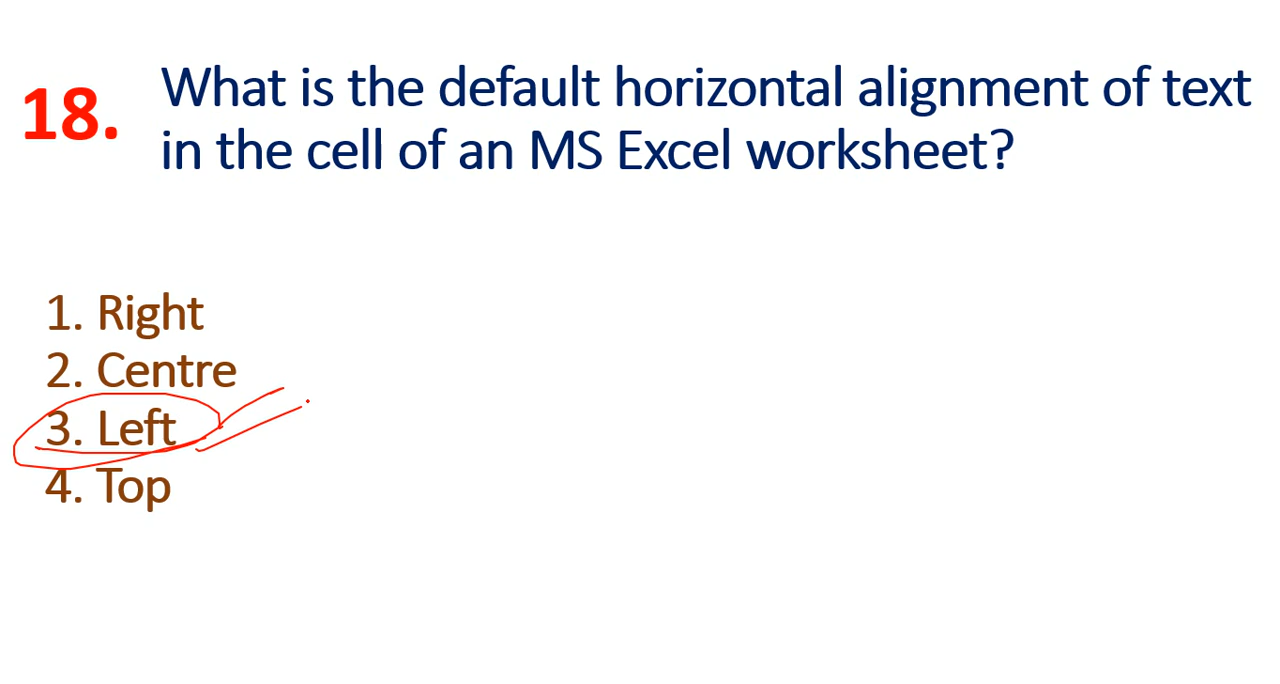 18. What is the default horizontal alignment of text
in the cell of an MS Excel worksheet?
1. Right
2. Centre
3. Left
4. Top